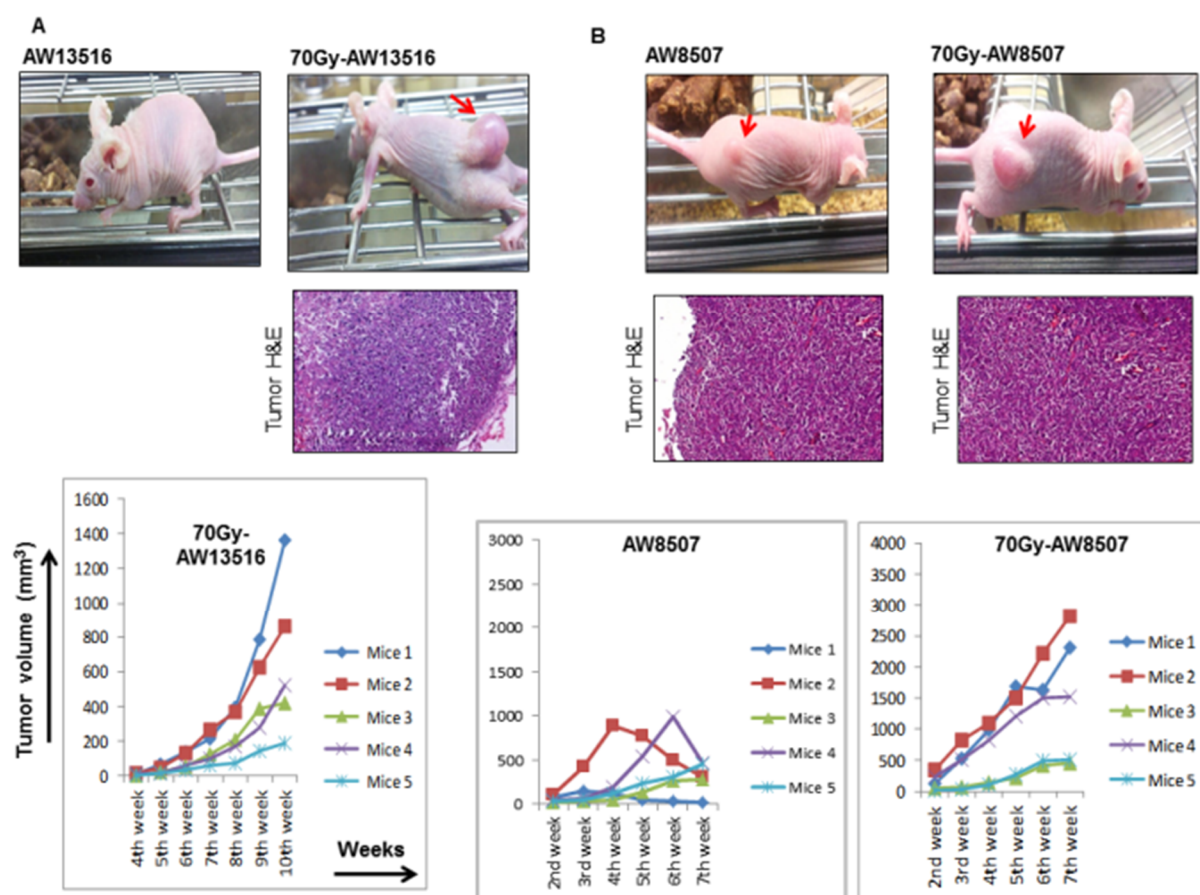 A
AW13516
70Gy-AW13516
Tumor H&E
B
AW8507
70Gy-AW8507
Tumor H&E
Tumor H&E
Tumor volume (mm³)
1600
1400
1200
1000
800
600
400
200
0
70Gy-
AW13516
Mice 1
Mice 2
Mice 3
Mice 4
Mice 5
4th week
5th week
6th week
7th week
8th week
9th week
10th week
Weeks
3000
2500
2000
1500
1000
500
0
AW8507
Mice 1
Mice 2
Mice 3
Mice 4
Mice 5
2nd week
3rd week
4th week
5th week
6th week
7th week
4000
3500
3000
2500
2000
1500
1000
500
0
70Gy-AW8507
Mice 1
Mice 2
Mice 3
Mice 4
Mice 5
2nd week
3rd week
4th week
5th week
6th week
7th week